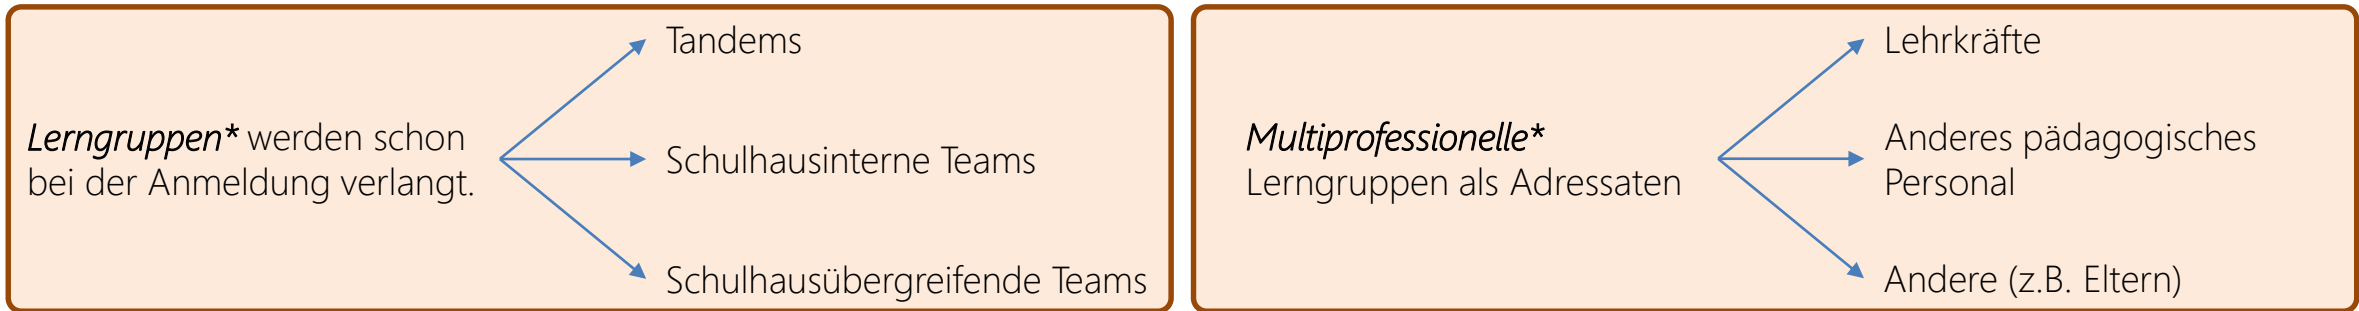 Lerngruppen* werden schon
bei der Anmeldung verlangt.
Tandems
Schulhausinterne Teams
Schulhausübergreifende Teams
Multiprofessionelle*
Lerngruppen als Adressaten
Lehrkräfte
Anderes pädagogisches
Personal
Andere (z.B. Eltern)